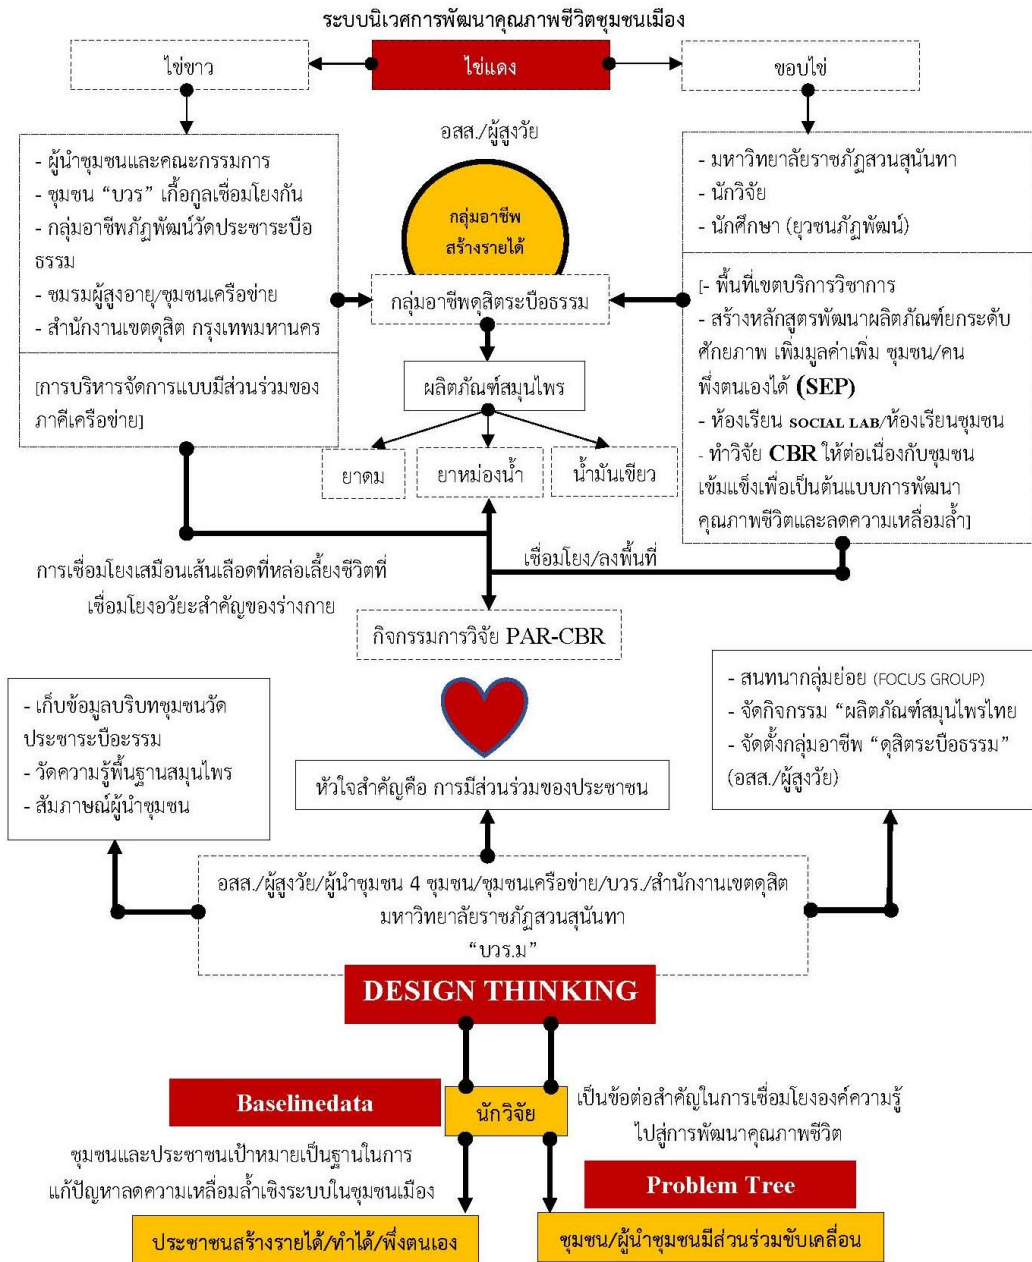 ระบบนิเวศการพัฒนาคุณภาพชีวิตชุมชนเมือง
ไข่ขาว
ไข่แดง
ขอบไข่
อสส./ผู้สูงวัย
- ผู้นำชุมชนและคณะกรรมการ
- ชุมชน “บวร” เกื้อกูลเชื่อมโยงกัน
- กลุ่มอาชีพภัฏพัฒน์วัดประชาระบือ
ธรรม
- ชมรมผู้สูงอายุ/ชุมชนเครือข่าย
- สำนักงานเขตดุสิต กรุงเทพมหานคร
[การบริหารจัดการแบบมีส่วนร่วมของ
ภาคีเครือข่าย]
กลุ่มอาชีพ
สร้างรายได้
กลุ่มอาชีพดุสิตระบือธรรม
ผลิตภัณฑ์สมุนไพร
ยาดม
ยาหม่องน้ำ
น้ำมันเขียว
- มหาวิทยาลัยราชภัฏสวนสุนันทา
- นักวิจัย
- นักศึกษา (ยุวชนภัฏพัฒน์)
[- พื้นที่เขตบริการวิชาการ
- สร้างหลักสูตรพัฒนาผลิตภัณฑ์ยกระดับ
ศักยภาพ เพิ่มมูลค่าเพิ่ม ชุมชน/คน
พึ่งตนเองได้ (SEP)
- ห้องเรียน SOCIAL LAB/ห้องเรียนชุมชน
- ทำวิจัย CBR ให้ต่อเนื่องกับชุมชน
เข้มแข็งเพื่อเป็นต้นแบบการพัฒนา
คุณภาพชีวิตและลดความเหลื่อมล้ำ]
การเชื่อมโยงเสมือนเส้นเลือดที่หล่อเลี้ยงชีวิตที่
เชื่อมโยงอวัยะสำคัญของร่างกาย
เชื่อมโยง/ลงพื้นที่
กิจกรรมการวิจัย PAR-CBR
- เก็บข้อมูลบริบทชุมชนวัด
ประชาระบือะรรม
- วัดความรู้พื้นฐานสมุนไพร
- สัมภาษณ์ผู้นำชุมชน
หัวใจสำคัญคือ การมีส่วนร่วมของประชาชน
- สนทนากลุ่มย่อย (FOCUS GROUP)
- จัดกิจกรรม “ผลิตภัณฑ์สมุนไพรไทย
- จัดตั้งกลุ่มอาชีพ “ดุสิตระบือธรรม”
(อสส./ผู้สูงวัย)
อสส./ผู้สูงวัย/ผู้นำชุมชน 4 ชุมชน/ชุมชนเครือข่าย/บวร./สำนักงานเขตดุสิต
มหาวิทยาลัยราชภัฏสวนสุนันทา
“บวร.ม”
DESIGN THINKING
Baselinedata
นักวิจัย
เป็นข้อต่อสำคัญในการเชื่อมโยงองค์ความรู้
ไปสู่การพัฒนาคุณภาพชีวิต
ชุมชนและประชาชนเป้าหมายเป็นฐานในการ
แก้ปัญหาลดความเหลื่อมล้ำเชิงระบบในชุมชนเมือง
Problem Tree
ประชาชนสร้างรายได้/ทำได้/พึ่งตนเอง
ชุมชน/ผู้นำชุมชนมีส่วนร่วมขับเคลื่อน